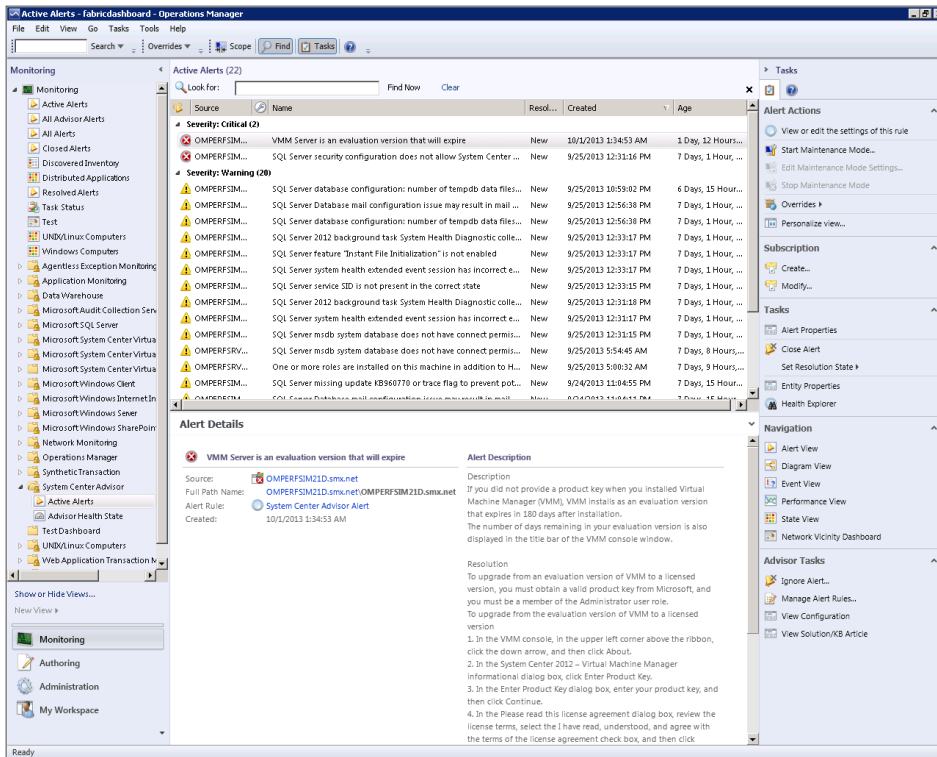 Active Alerts - fabricdashboard - Operations Manager
File Edit View Go Tasks Tools Help
Search Overrides Scope Find Tasks
Monitoring
Monitoring
Active Alerts
All Advisor Alerts
All Alerts
Closed Alerts
Discovered Inventory
Distributed Applications
Resolved Alerts
Task Status
Test
UNIX/Linux Computers
Windows Computers
Agentless Exception Monitoring
Application Monitoring
Data Warehouse
Microsoft Audit Collection Serv
Microsoft SQL Server
Microsoft System Center Virtua
Microsoft System Center Virtua
Microsoft System Center Virtua
Microsoft Windows Client
Microsoft Windows Internet In
Microsoft Windows Server
Microsoft Windows SharePoin
Network Monitoring
Operations Manager
Synthetic Transaction
System Center Advisor
Active Alerts
Advisor Health State
Test Dashboard
UNIX/Linux Computers
Web Application Transaction M
Show or Hide Views...
New View
Monitoring
Authoring
Administration
My Workspace
Ready
Active Alerts (22)
Look for: Find Now Clear
Source Name Resol... Created Age
Severity: Critical (2)
OMPERFSIM... VMM Server is an evaluation version that will expire New 10/1/2013 1:34:53 AM 1 Day, 12 Hours...
OMPERFSIM... SQL Server security configuration does not allow System Center ... New 9/25/2013 12:31:16 PM 7 Days, 1 Hour, ...
Severity: Warning (20)
OMPERFSIM... SQL Server database configuration: number of tempdb data files... New 9/25/2013 10:59:02 PM 6 Days, 15 Hour...
OMPERFSIM... SQL Server Database mail configuration issue may result in mail ... New 9/25/2013 12:56:38 PM 7 Days, 1 Hour, ...
OMPERFSIM... SQL Server database configuration: number of tempdb data files... New 9/25/2013 12:56:38 PM 7 Days, 1 Hour, ...
OMPERFSIM... SQL Server 2012 background task System Health Diagnostic colle... New 9/25/2013 12:33:17 PM 7 Days, 1 Hour, ...
OMPERFSIM... SQL Server feature "Instant File Initialization" is not enabled New 9/25/2013 12:33:17 PM 7 Days, 1 Hour, ...
OMPERFSIM... SQL Server system health extended event session has incorrect e... New 9/25/2013 12:33:17 PM 7 Days, 1 Hour, ...
OMPERFSIM... SQL Server service SID is not present in the correct state New 9/25/2013 12:33:15 PM 7 Days, 1 Hour, ...
OMPERFSIM... SQL Server 2012 background task System Health Diagnostic colle... New 9/25/2013 12:31:18 PM 7 Days, 1 Hour, ...
OMPERFSIM... SQL Server system health extended event session has incorrect e... New 9/25/2013 12:31:17 PM 7 Days, 1 Hour, ...
OMPERFSIM... SQL Server msdb system database does not have connect permis... New 9/25/2013 12:31:15 PM 7 Days, 1 Hour, ...
OMPERFSRV... SQL Server msdb system database does not have connect permis... New 9/25/2013 5:54:45 AM 7 Days, 8 Hours,...
OMPERFSRV... One or more roles are installed on this machine in addition to H... New 9/25/2013 5:00:32 AM 7 Days, 9 Hours,...
OMPERFSIM... SQL Server missing update KB960770 or trace flag to prevent pot... New 9/24/2013 11:04:55 PM 7 Days, 15 Hour...
Alert Details
VMM Server is an evaluation version that will expire
Source: OMPERFSIM21D.smx.net
Full Path Name: OMPERFSIM21D.smx.net\OMPERFSIM21D.smx.net
Alert Rule: System Center Advisor Alert
Created: 10/1/2013 1:34:53 AM
Alert Description
Description
If you did not provide a product key when you installed Virtual
Machine Manager (VMM), VMM installs as an evaluation version
that expires in 180 days after installation.
The number of days remaining in your evaluation version is also
displayed in the title bar of the VMM console window.
Resolution
To upgrade from an evaluation version of VMM to a licensed
version, you must obtain a valid product key from Microsoft, and
you must be a member of the Administrator user role.
To upgrade from the evaluation version of VMM to a licensed
version
1. In the VMM console, in the upper left corner above the ribbon,
click the down arrow, and then click About.
2. In the System Center 2012 – Virtual Machine Manager
informational dialog box, click Enter Product Key.
3. In the Enter Product Key dialog box, enter your product key, and
then click Continue.
4. In the Please read this license agreement dialog box, review the
license terms, select the I have read, understood, and agree with
the terms of the license agreement check box, and then click
Tasks
Alert Actions
View or edit the settings of this rule
Start Maintenance Mode...
Edit Maintenance Mode Settings...
Stop Maintenance Mode
Overrides
Personalize view...
Subscription
Create...
Modify...
Tasks
Alert Properties
Close Alert
Set Resolution State
Entity Properties
Health Explorer
Navigation
Alert View
Diagram View
Event View
Performance View
State View
Network Vicinity Dashboard
Advisor Tasks
Ignore Alert...
Manage Alert Rules...
View Configuration
View Solution/KB Article